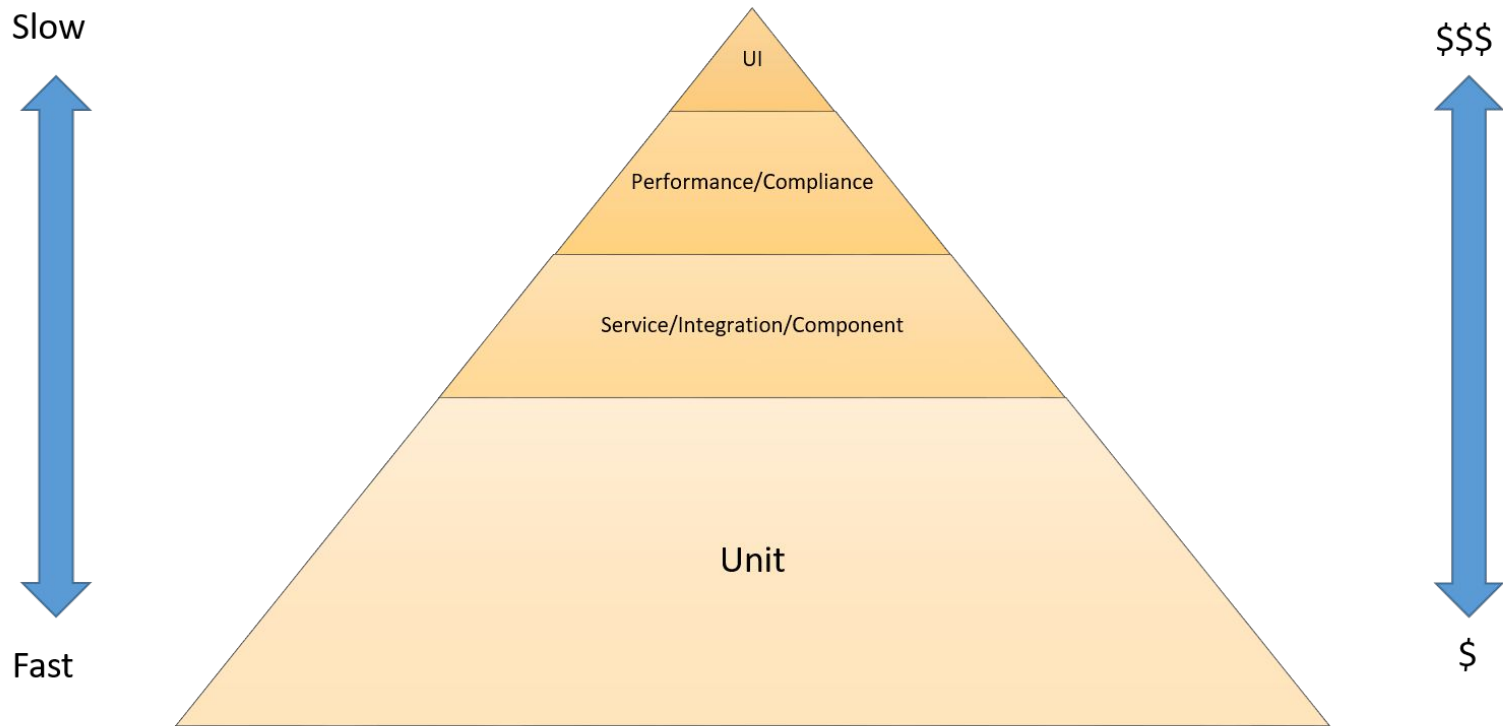 Slow
$$$
UI
Performance/Compliance
Service/Integration/Component
Unit
Fast
$